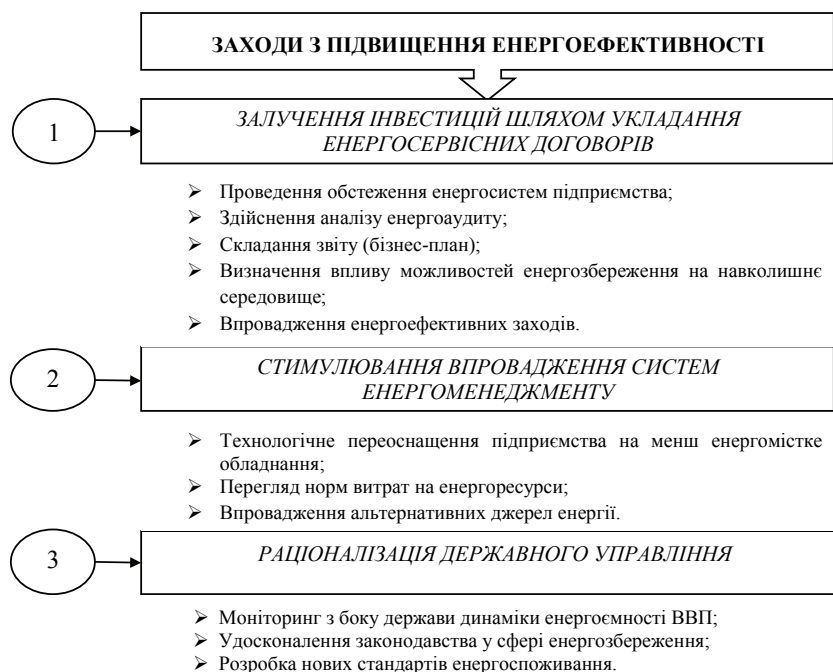 ЗАХОДИ З ПІДВИЩЕННЯ ЕНЕРГОЕФЕКТИВНОСТІ
1
ЗАЛУЧЕННЯ ІНВЕСТИЦІЙ ШЛЯХОМ УКЛАДАННЯ
ЕНЕРГОСЕРВІСНИХ ДОГОВОРІВ
➢ Проведення обстеження енергосистем підприємства;
➢ Здійснення аналізу енергоаудиту;
➢ Складання звіту (бізнес-план);
➢ Визначення впливу можливостей енергозбереження на навколишнє
середовище;
➢ Впровадження енергоефективних заходів.
2
СТИМУЛЮВАННЯ ВПРОВАДЖЕННЯ СИСТЕМ
ЕНЕРГОМЕНЕДЖМЕНТУ
➢ Технологічне переоснащення підприємства на менш енергомістке
обладнання;
➢ Перегляд норм витрат на енергоресурси;
➢ Впровадження альтернативних джерел енергії.
3
РАЦІОНАЛІЗАЦІЯ ДЕРЖАВНОГО УПРАВЛІННЯ
➢ Моніторинг з боку держави динаміки енергоємності ВВП;
➢ Удосконалення законодавства у сфері енергозбереження;
➢ Розробка нових стандартів енергоспоживання.